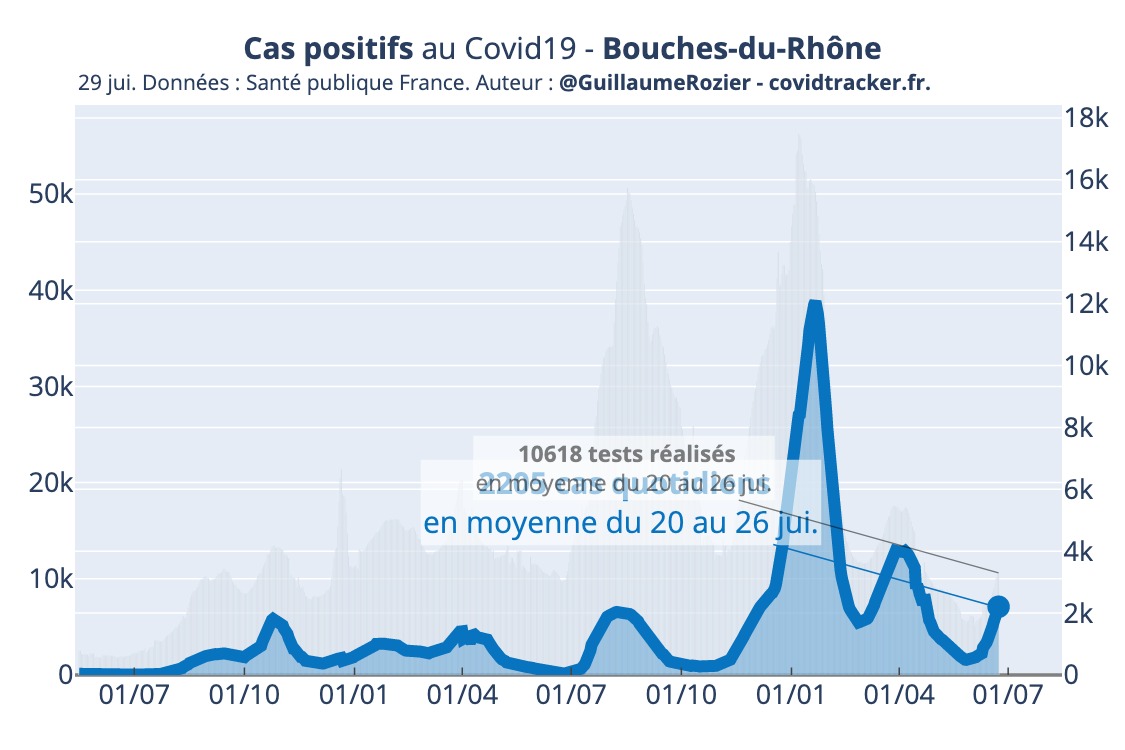 Cas positifs au Covid19 - Bouches-du-Rhône
29 jui. Données : Santé publique France. Auteur : @GuillaumeRozier - covidtracker.fr.
18k
16k
50k
14k
40k
12k
10k
30k
8k
10618 tests réalisés
2205 cas quotidiens
en moyenne du 20 au 26 jui.
20k
6k
en moyenne du 20 au 26 jui.
4k
10k
2k
0
0
01/07 01/10 01/01 01/04 01/07 01/10 01/01 01/04 01/07